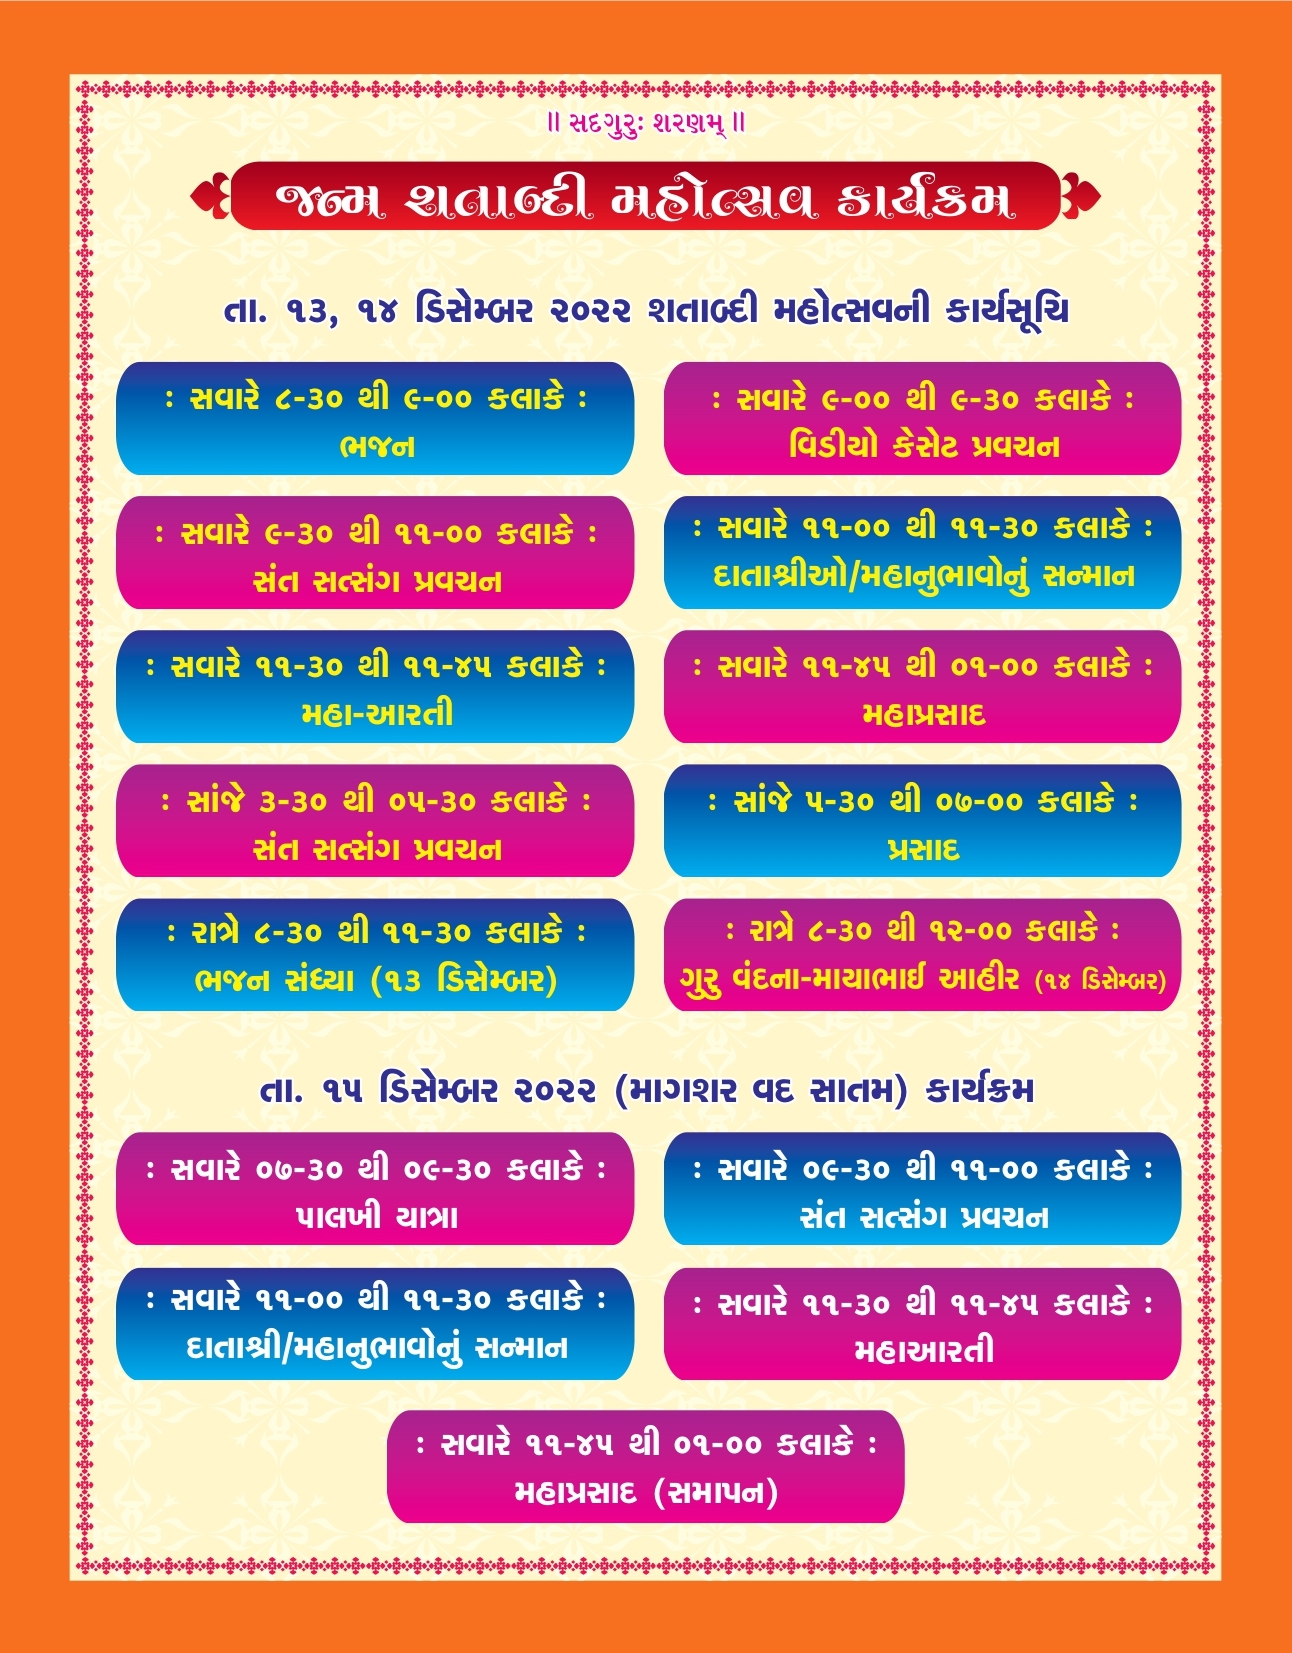 ॥ સદગુરુઃ શરણમ્ ॥
જન્મ શતાબ્દી મહોત્સવ કાર્યક્રમ
તા. ૧૩, ૧૪ ડિસેમ્બર ૨૦૨૨ શતાબ્દી મહોત્સવની કાર્યસૂચિ
: સવારે ૮-૩૦ થી ૯-૦૦ કલાકે :
ભજન
: સવારે ૯-૦૦ થી ૯-૩૦ કલાકે :
વિડીયો કેસેટ પ્રવચન
: સવારે ૯-૩૦ થી ૧૧-૦૦ કલાકે :
સંત સત્સંગ પ્રવચન
: સવારે ૧૧-૦૦ થી ૧૧-૩૦ કલાકે :
દાતાશ્રીઓ/મહાનુભાવોનું સન્માન
: સવારે ૧૧-૩૦ થી ૧૧-૪૫ કલાકે :
મહા-આરતી
: સવારે ૧૧-૪૫ થી ૦૧-૦૦ કલાકે :
મહાપ્રસાદ
: સાંજે ૩-૩૦ થી ૦૫-૩૦ કલાકે :
સંત સત્સંગ પ્રવચન
: સાંજે ૫-૩૦ થી ૦૭-૦૦ કલાકે :
પ્રસાદ
: રાત્રે ૮-૩૦ થી ૧૧-૩૦ કલાકે :
ભજન સંધ્યા (૧૩ ડિસેમ્બર)
: રાત્રે ૮-૩૦ થી ૧૨-૦૦ કલાકે :
ગુરુ વંદના-માયાભાઈ આહીર (૧૪ ડિસેમ્બર)
તા. ૧૫ ડિસેમ્બર ૨૦૨૨ (માગશર વદ સાતમ) કાર્યક્રમ
: સવારે ૦૭-૩૦ થી ૦૯-૩૦ કલાકે :
પાલખી યાત્રા
: સવારે ૦૯-૩૦ થી ૧૧-૦૦ કલાકે :
સંત સત્સંગ પ્રવચન
: સવારે ૧૧-૦૦ થી ૧૧-૩૦ કલાકે :
દાતાશ્રી/મહાનુભાવોનું સન્માન
: સવારે ૧૧-૩૦ થી ૧૧-૪૫ કલાકે :
મહાઆરતી
: સવારે ૧૧-૪૫ થી ૦૧-૦૦ કલાકે :
મહાપ્રસાદ (સમાપન)